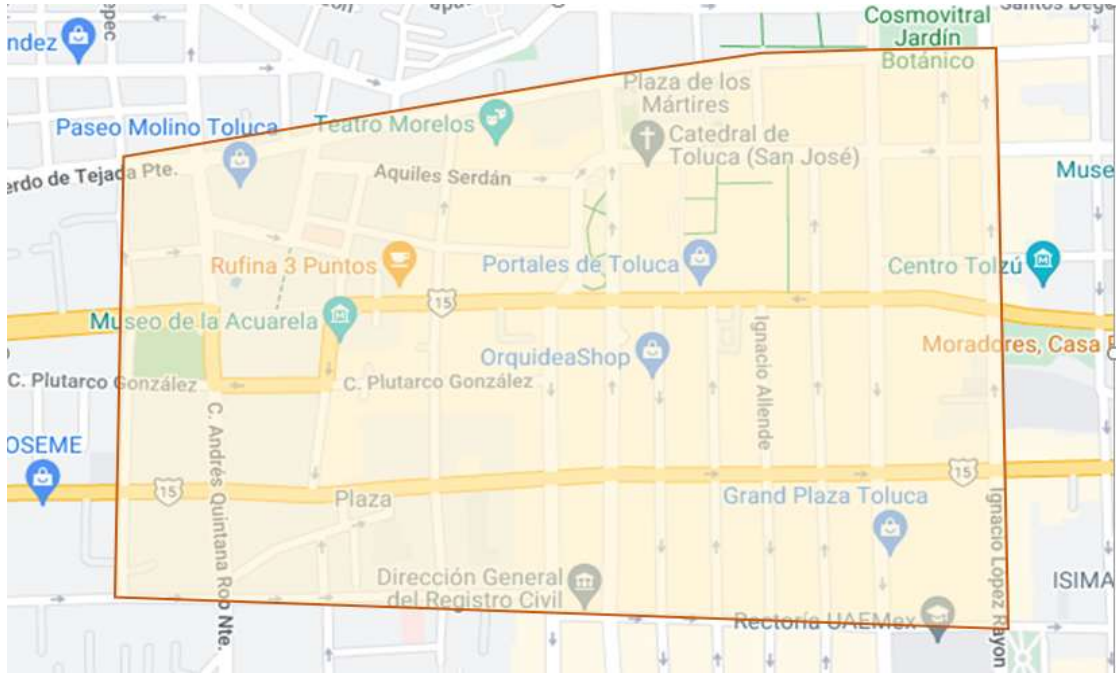 Cosmovitral
Jardín
Botánico
ndez
Plaza de los
Mártires
Paseo Molino Toluca
Teatro Morelos
Catedral de
Toluca (San José)
erdo de Tejada Pte.
Aquiles Serdán
Muse
Rufina 3 Puntos
Portales de Toluca
Centro Tolzú
15
Museo de la Acuarela
Ignacio Allende
OrquideaShop
Moradores, Casa
C. Plutarco González
C. Plutarco González
C. Andrés Quintana Roo Nte.
OSEME
15
Plaza
15
Grand Plaza Toluca
Ignacio López Rayon
Dirección General
del Registro Civil
ISIMA
Rectoría UAEMex